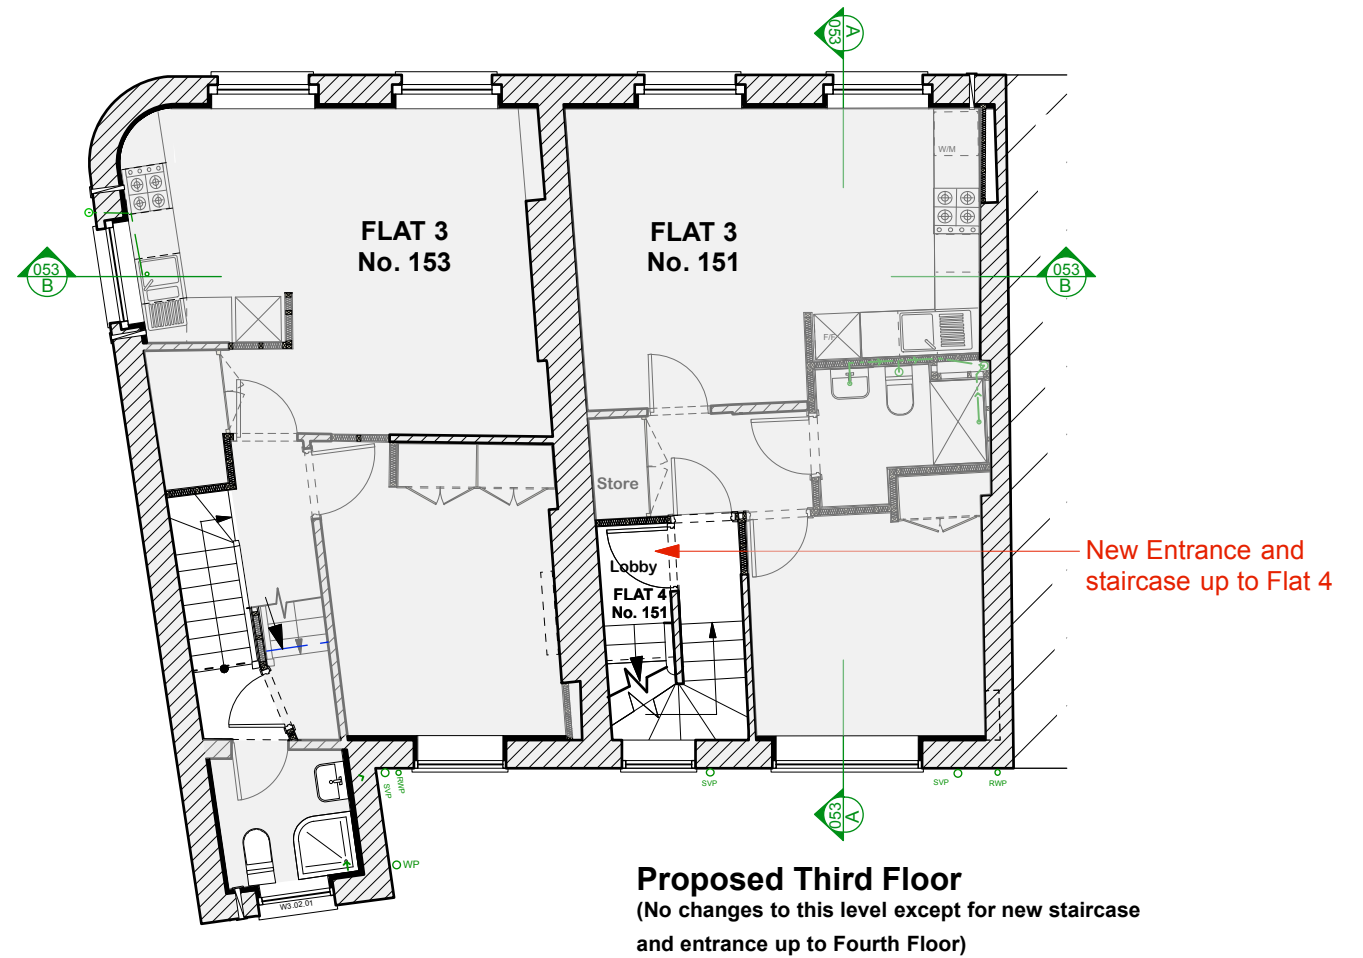 A
053
W/M
FLAT 3
No. 153
FLAT 3
No. 151
053
B
053
B
F/F
Store
New Entrance and
staircase up to Flat 4
Lobby
FLAT 4
No. 151
SVP
RWP
SVP
SVP
RWP
053
A
WP
W3.02.01
Proposed Third Floor
(No changes to this level except for new staircase
and entrance up to Fourth Floor)